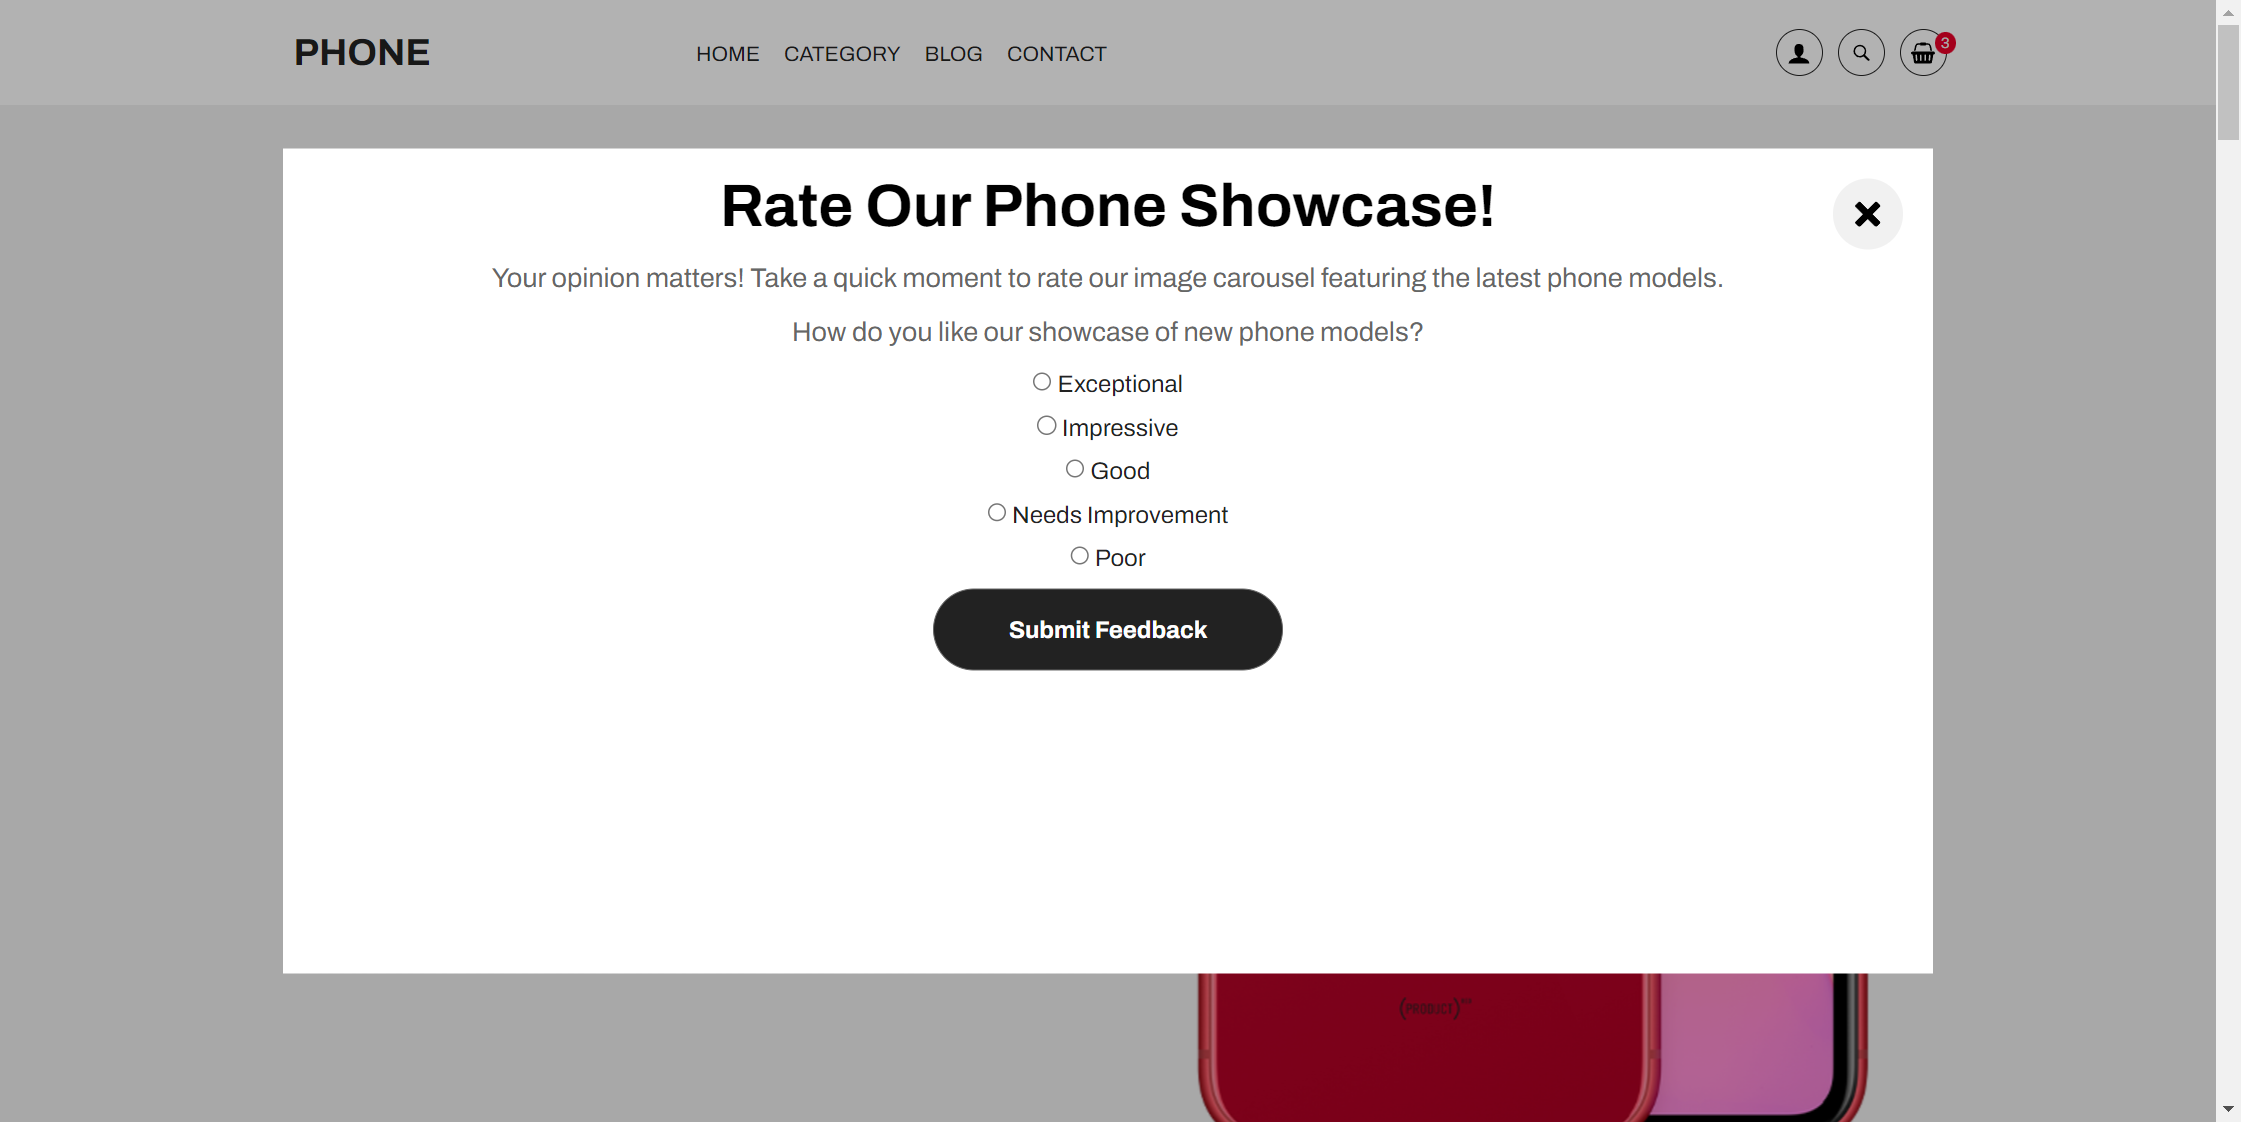 PHONE
HOME CATEGORY BLOG CONTACT
3
Rate Our Phone Showcase!
Your opinion matters! Take a quick moment to rate our image carousel featuring the latest phone models.
How do you like our showcase of new phone models?
Exceptional
Impressive
Good
Needs Improvement
Poor
Submit Feedback
(PRODUCT)